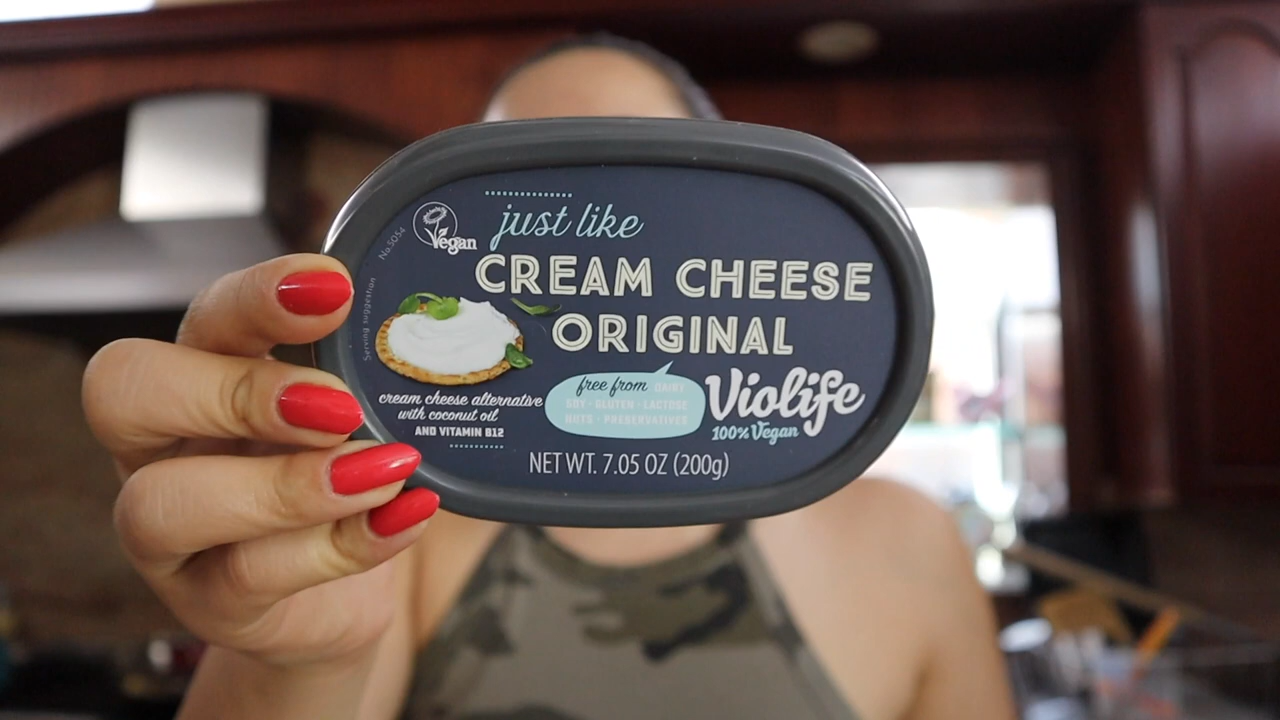 just like
Vegan
No.5054
CREAM CHEESE
ORIGINAL
Serving suggestion
free from DAIRY
SOY - GLUTEN - LACTOSE
NUTS - PRESERVATIVES
Violife
100% Vegan
cream cheese alternative
with coconut oil
AND VITAMIN B12
NET WT. 7.05 OZ (200g)